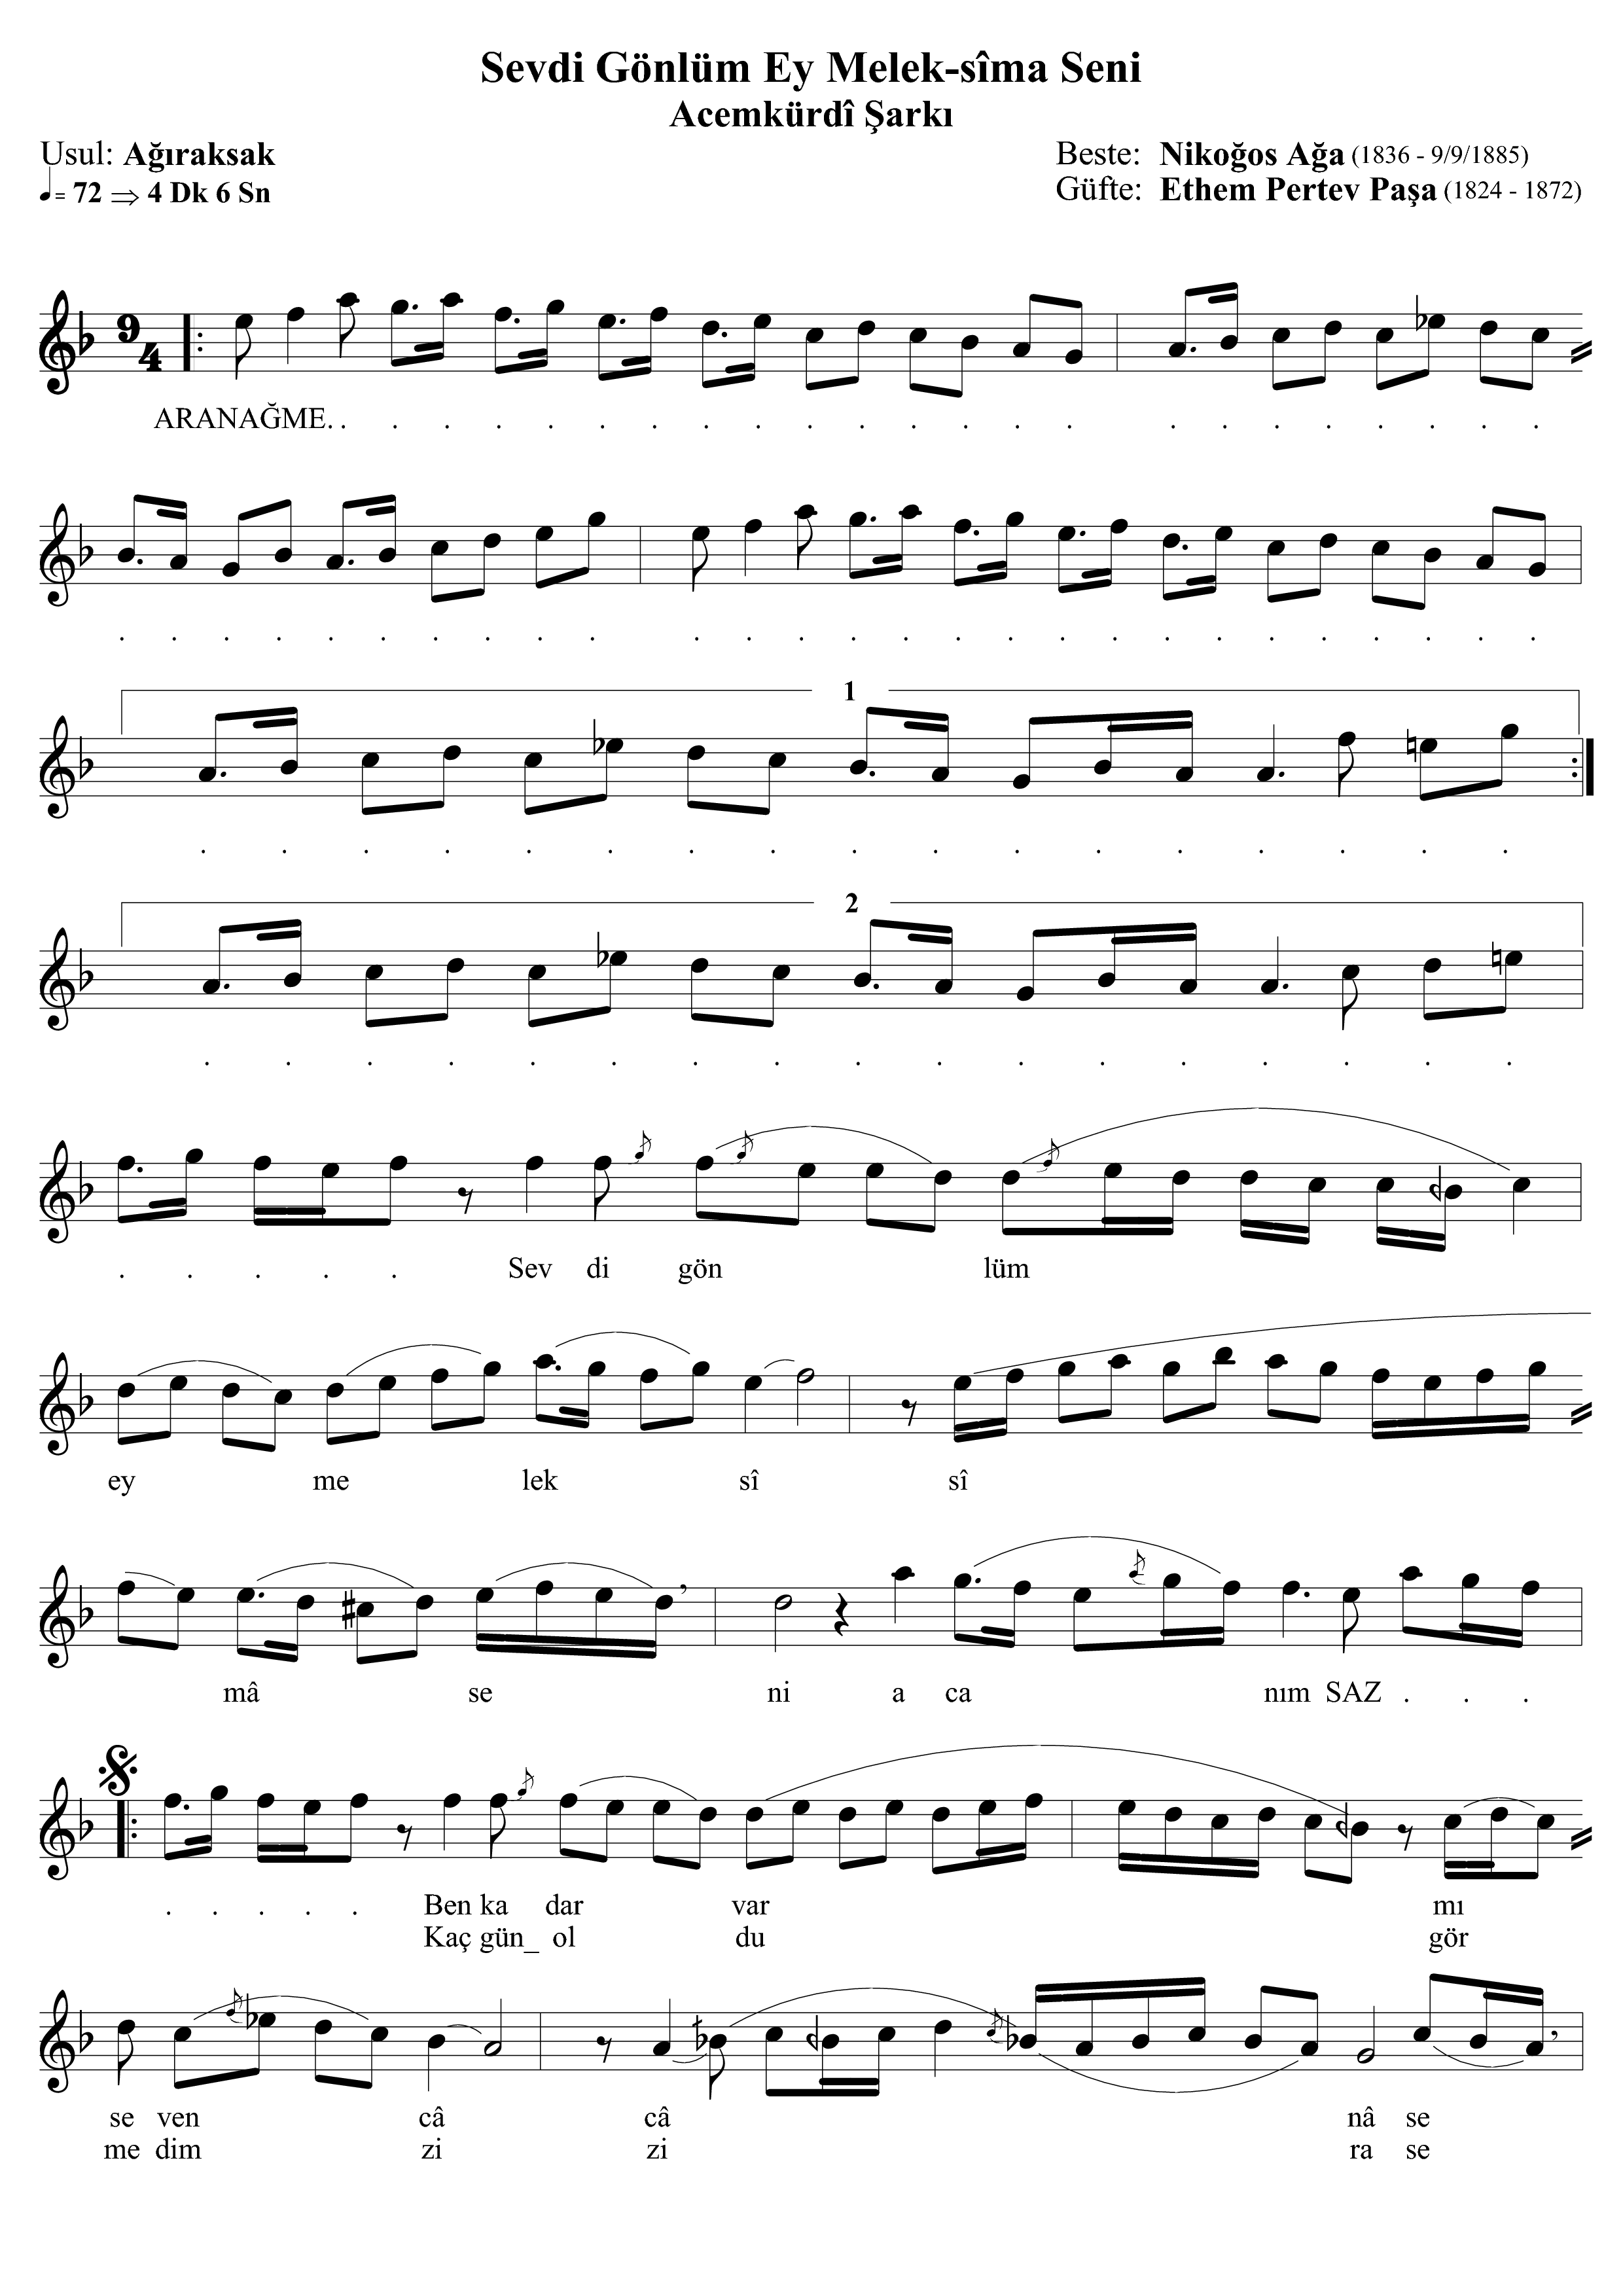 Sevdi Gönlüm Ey Melek-sîma Seni
Acemkürdî Şarkı
Usul: Ağıraksak
Beste: Nikoğos Ağa (1836 - 9/9/1885)
= 72 ⇒ 4 Dk 6 Sn
Güfte: Ethem Pertev Paşa (1824 - 1872)
9
4
ARANAĞME. . . . . . . . . . . . . . . . . . . . . . . .
. . . . . . . . . . . . . . . . . . . . . . . . . . .
1
. . . . . . . . . . . . . . . . .
2
. . . . . . . . . . . . . . . . .
. . . . . Sev di gön lüm
ey me lek sî sî
mâ se ni a ca nım SAZ . . .
. . . . . Ben ka dar var mı
Kaç gün_ ol du gör
se ven câ câ nâ se
me dim zi zi ra se